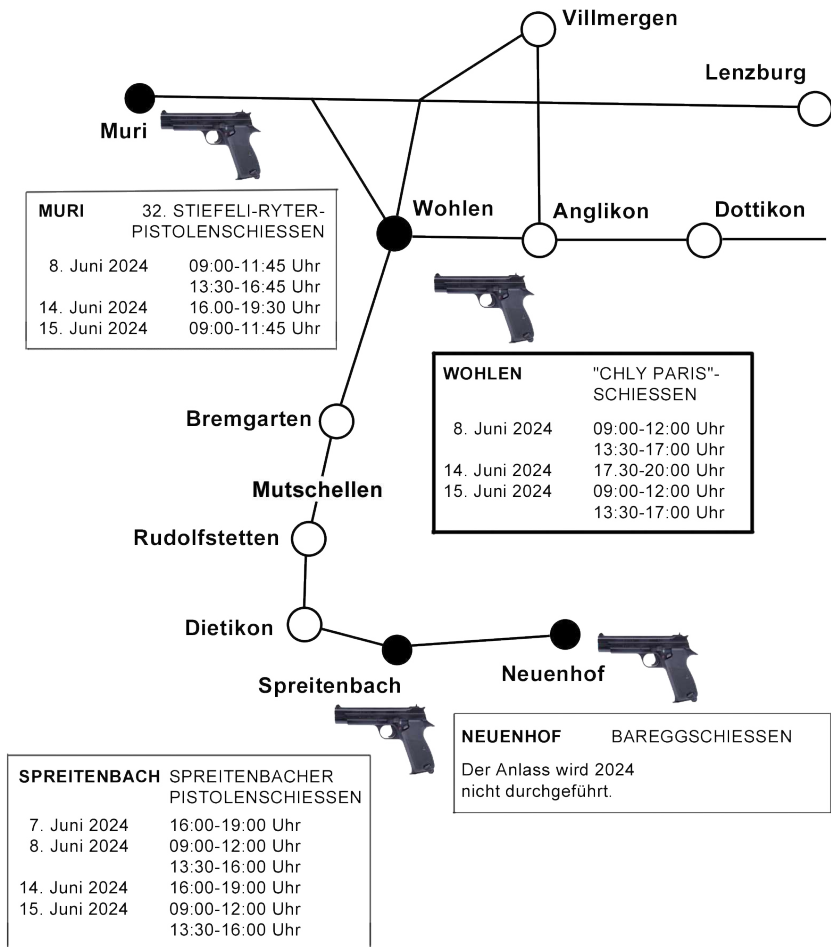 Villmergen
Lenzburg
Muri
MURI 32. STIEFELI-RYTER-
PISTOLENSCHIESSEN
8. Juni 2024 09:00-11:45 Uhr
13:30-16:45 Uhr
14. Juni 2024 16.00-19:30 Uhr
15. Juni 2024 09:00-11:45 Uhr
Wohlen
Anglikon
Dottikon
WOHLEN "CHLY PARIS"-
SCHIESSEN
8. Juni 2024 09:00-12:00 Uhr
13:30-17:00 Uhr
14. Juni 2024 17.30-20:00 Uhr
15. Juni 2024 09:00-12:00 Uhr
13:30-17:00 Uhr
Bremgarten
Mutschellen
Rudolfstetten
Dietikon
Spreitenbach
Neuenhof
NEUENHOF BAREGGSCHIESSEN
Der Anlass wird 2024
nicht durchgeführt.
SPREITENBACH SPREITENBACHER
PISTOLENSCHIESSEN
7. Juni 2024 16:00-19:00 Uhr
8. Juni 2024 09:00-12:00 Uhr
13:30-16:00 Uhr
14. Juni 2024 16:00-19:00 Uhr
15. Juni 2024 09:00-12:00 Uhr
13:30-16:00 Uhr